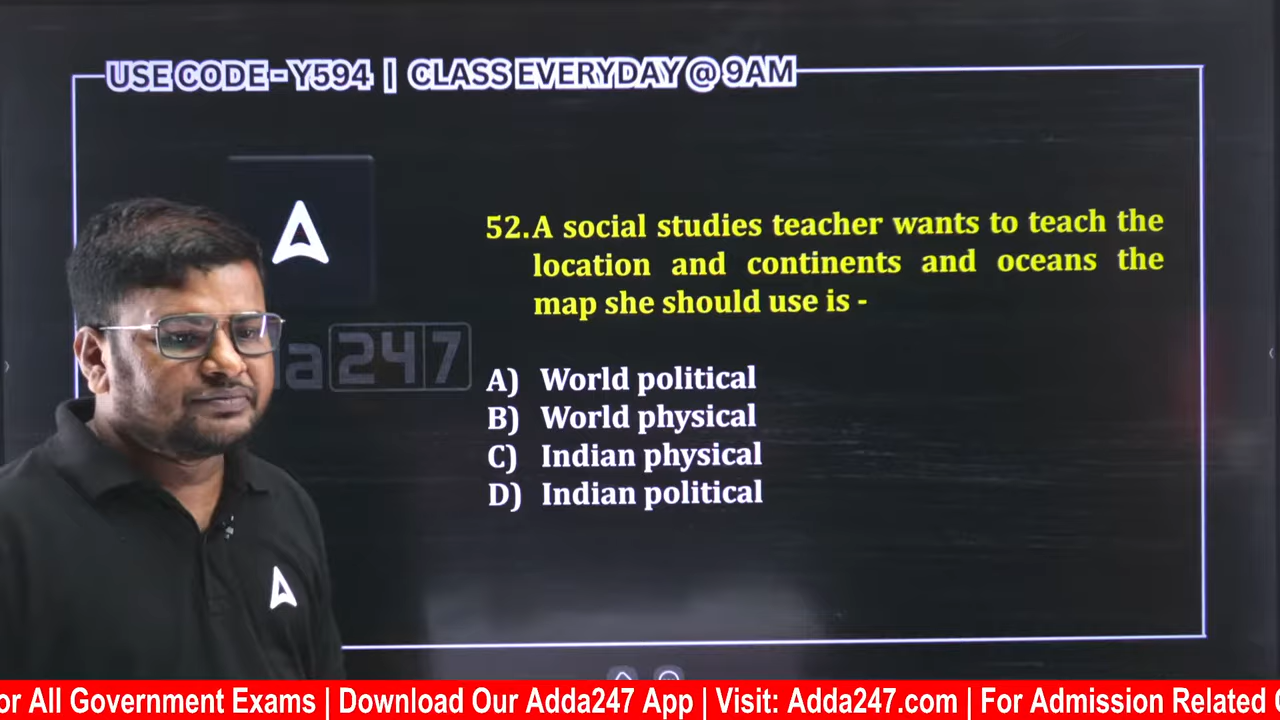 USE CODE - Y594 | CLASS EVERYDAY @ 9AM
52. A social studies teacher wants to teach the
location and continents and oceans the
map she should use is -
a 247
A) World political
B) World physical
C) Indian physical
D) Indian political
or All Government Exams | Download Our Adda247 App | Visit: Adda247.com | For Admission Related